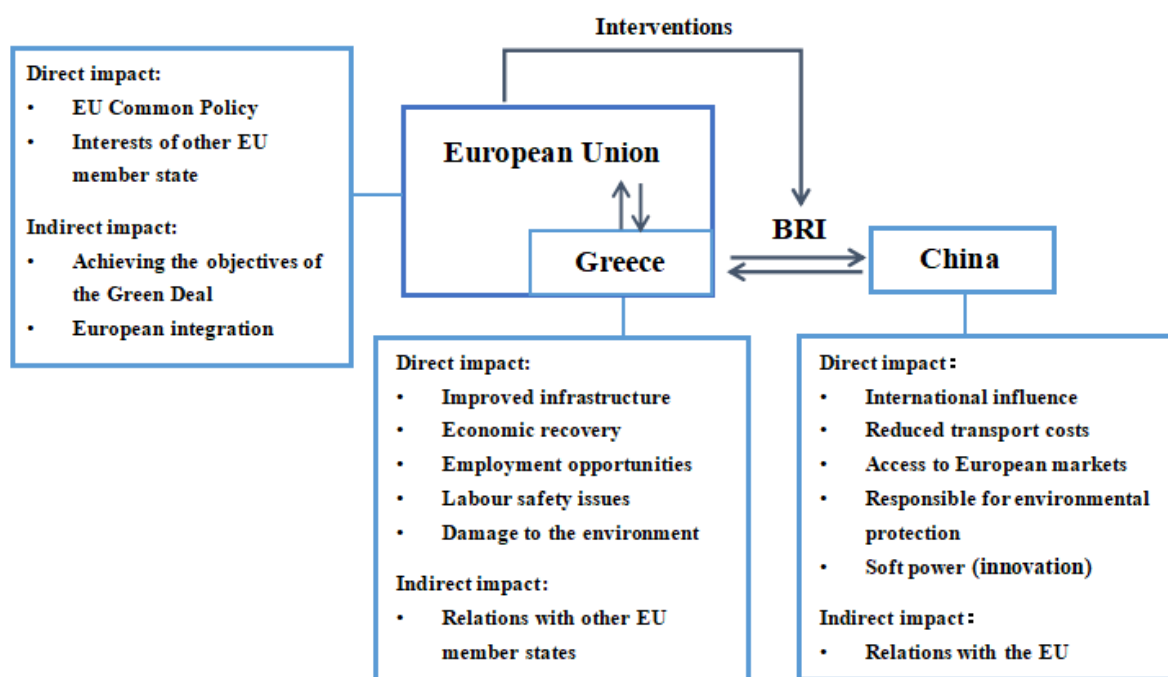 Interventions
Direct impact:
• EU Common Policy
• Interests of other EU
member state
Indirect impact:
• Achieving the objectives of
the Green Deal
• European integration
European Union
Greece
BRI
China
Direct impact:
• Improved infrastructure
• Economic recovery
• Employment opportunities
• Labour safety issues
• Damage to the environment
Indirect impact:
• Relations with other EU
member states
Direct impact：
• International influence
• Reduced transport costs
• Access to European markets
• Responsible for environmental
protection
• Soft power (innovation)
Indirect impact：
• Relations with the EU